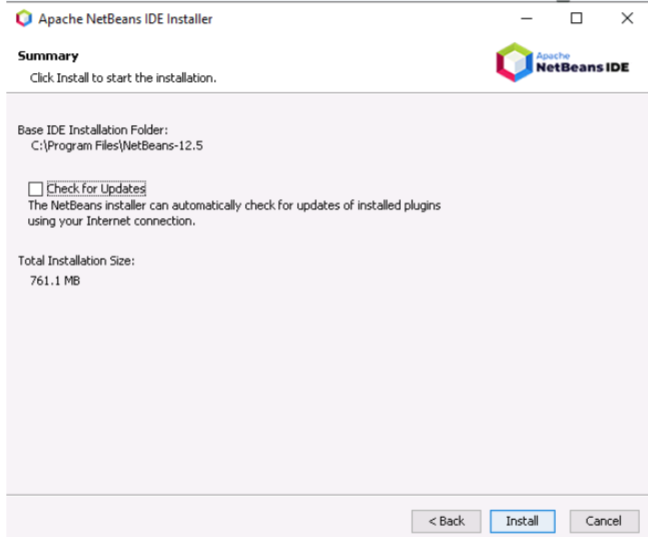 Apache NetBeans IDE Installer
Summary
Click Install to start the installation.
Apache
NetBeans IDE
Base IDE Installation Folder:
C:\Program Files\NetBeans-12.5
Check for Updates
The NetBeans installer can automatically check for updates of installed plugins
using your Internet connection.
Total Installation Size:
761.1 MB
< Back Install Cancel